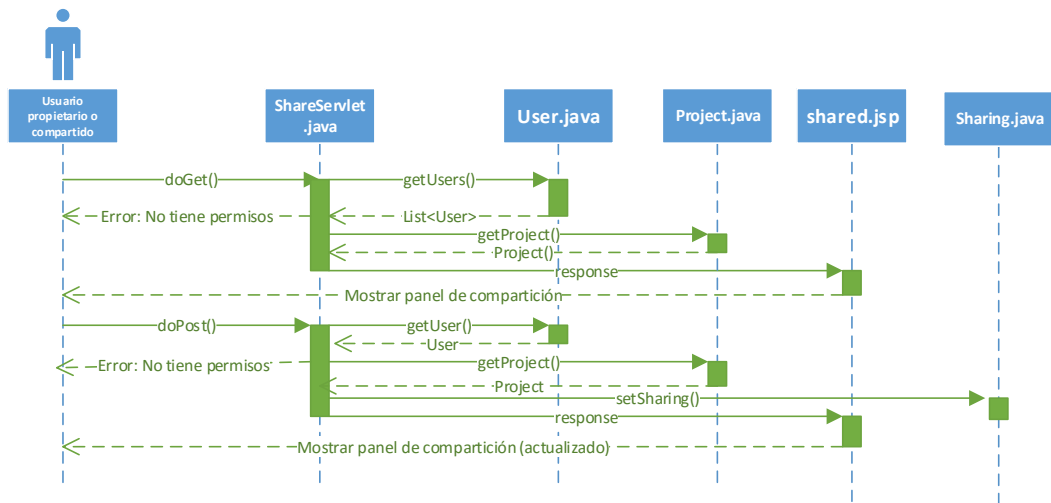 Usuario
propietario o
compartido
ShareServlet
.java
User.java
Project.java
shared.jsp
Sharing.java
doGet()
getUsers()
Error: No tiene permisos
List<User>
getProject()
Project()
response
Mostrar panel de compartición
doPost()
getUser()
User
Error: No tiene permisos
getProject()
Project
setSharing()
response
Mostrar panel de compartición (actualizado)